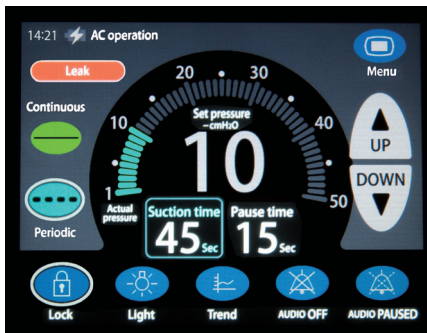 14:21 AC operation
Leak
Menu
Continuous
Periodic
1
10
20
30
40
50
Set pressure
-cmH2O
10
Actual
pressure
Suction time
45 Sec
Pause time
15 Sec
UP
DOWN
Lock
Light
Trend
AUDIO OFF
AUDIO PAUSED